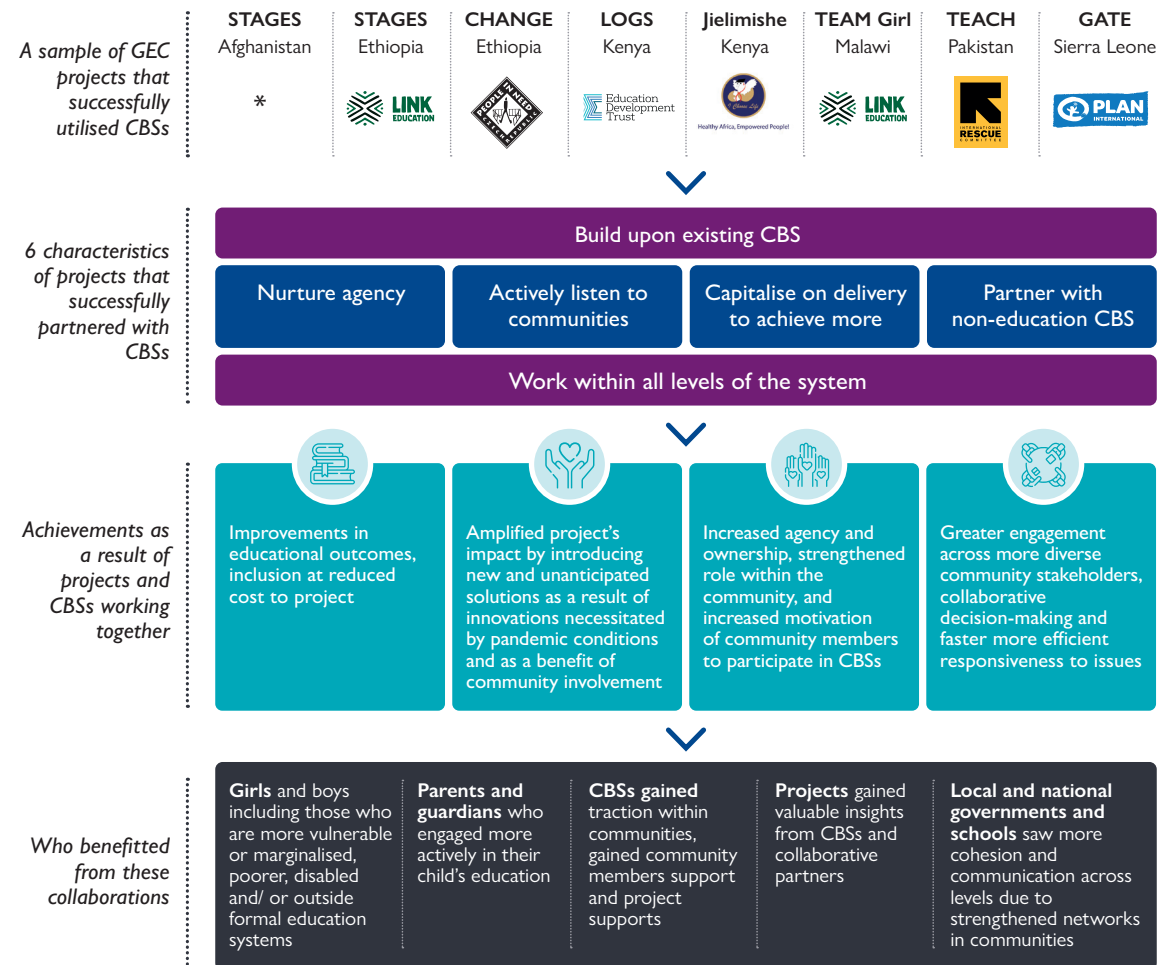 A sample of GEC
projects that
successfully
utilised CBSs
STAGES
Afghanistan
*
STAGES
Ethiopia
LINK
EDUCATION
CHANGE
Ethiopia
PEOPLE IN NEED
LOGS
Kenya
Education
Development
Trust
Jielimishe
Kenya
I Choose Life
Healthy Africa, Empowered People!
TEAM Girl
Malawi
LINK
EDUCATION
TEACH
Pakistan
INTERNATIONAL
RESCUE
COMMITTEE
GATE
Sierra Leone
PLAN
INTERNATIONAL
6 characteristics
of projects that
successfully
partnered with
CBSs
Build upon existing CBS
Nurture agency
Actively listen to
communities
Capitalise on delivery
to achieve more
Partner with
non-education CBS
Work within all levels of the system
Achievements as
a result of
projects and
CBSs working
together
Improvements in
educational outcomes,
inclusion at reduced
cost to project
Amplified project's
impact by introducing
new and unanticipated
solutions as a result of
innovations necessitated
by pandemic conditions
and as a benefit of
community involvement
Increased agency and
ownership, strengthened
role within the
community, and
increased motivation
of community members
to participate in CBSs
Greater engagement
across more diverse
community stakeholders,
collaborative
decision-making and
faster more efficient
responsiveness to issues
Who benefitted
from these
collaborations
Girls and boys
including those who
are more vulnerable
or marginalised,
poorer, disabled
and/ or outside
formal education
systems
Parents and
guardians who
engaged more
actively in their
child's education
CBSs gained
traction within
communities,
gained community
members support
and project
supports
Projects gained
valuable insights
from CBSs and
collaborative
partners
Local and national
governments and
schools saw more
cohesion and
communication across
levels due to
strengthened networks
in communities